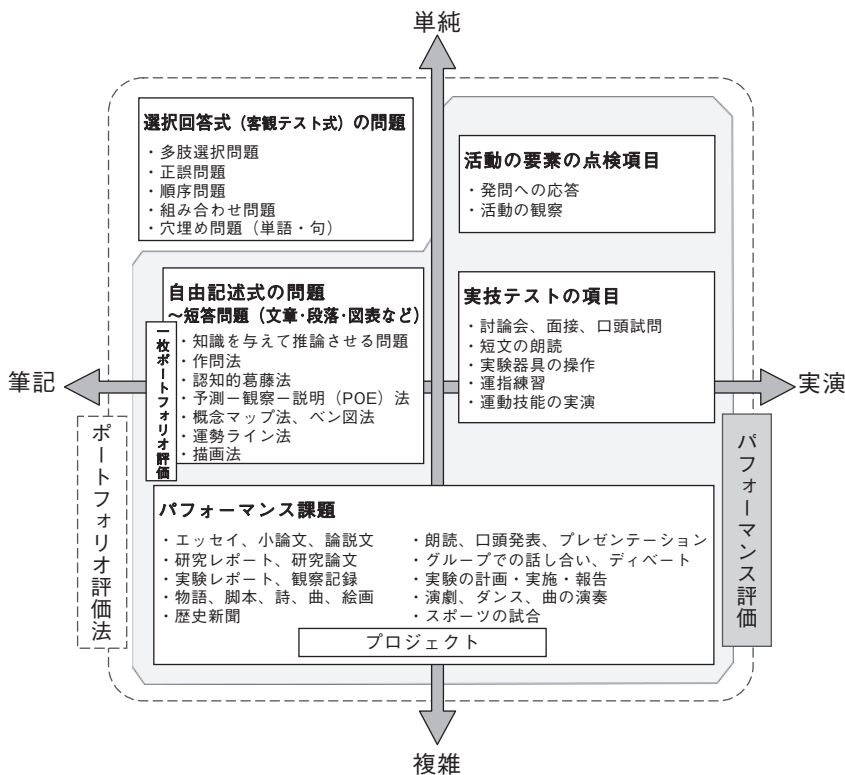 単純
選択回答式（客観テスト式）の問題
・多肢選択問題
・正誤問題
・順序問題
・組み合わせ問題
・穴埋め問題（単語・句）
活動の要素の点検項目
・発問への応答
・活動の観察
自由記述式の問題
～短答問題（文章・段落・図表など）
・知識を与えて推論させる問題
・作問法
・認知的葛藤法
・予測－観察－説明（POE）法
・概念マップ法、ベン図法
・運勢ライン法
・描画法
一枚ポートフォリオ評価
実技テストの項目
・討論会、面接、口頭試問
・短文の朗読
・実験器具の操作
・運指練習
・運動技能の実演
筆記
実演
ポートフォリオ評価法
パフォーマンス評価
パフォーマンス課題
・エッセイ、小論文、論説文
・研究レポート、研究論文
・実験レポート、観察記録
・物語、脚本、詩、曲、絵画
・歴史新聞
・朗読、口頭発表、プレゼンテーション
・グループでの話し合い、ディベート
・実験の計画・実施・報告
・演劇、ダンス、曲の演奏
・スポーツの試合
プロジェクト
複雑